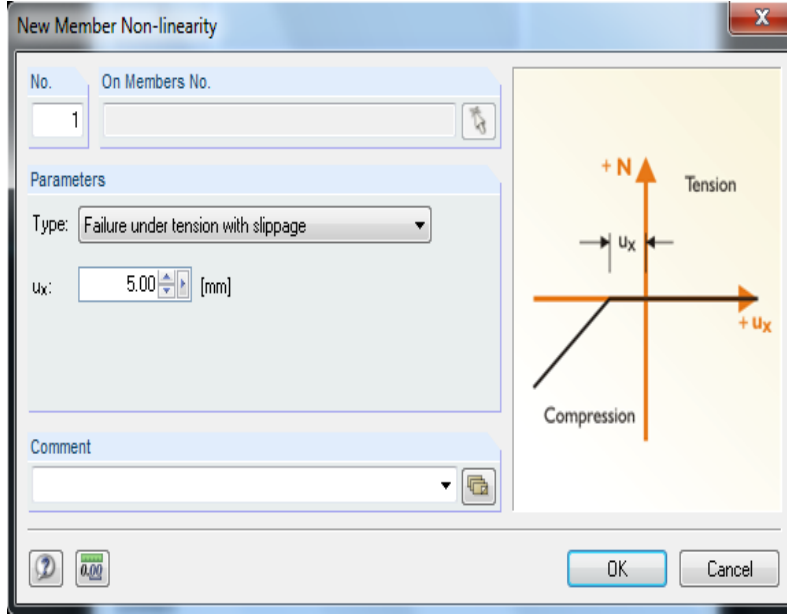 New Member Non-linearity
x
No.
On Members No.
1
Parameters
Type: Failure under tension with slippage
ux: 5.00 [mm]
Comment
+ N
Tension
ux
+ ux
Compression
0.00
OK
Cancel